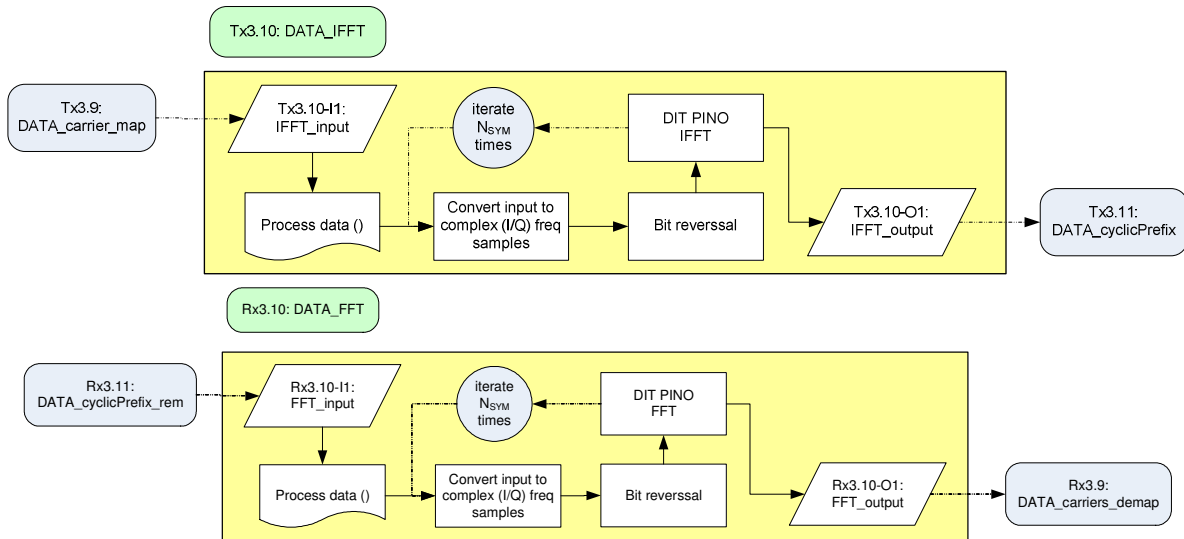 Tx3.10: DATA_IFFT
Tx3.9:
DATA_carrier_map
Tx3.10-I1:
IFFT_input
iterate
NSYM
times
DIT PINO
IFFT
Process data ()
Convert input to
complex (I/Q) freq
samples
Bit reverssal
Tx3.10-O1:
IFFT_output
Tx3.11:
DATA_cyclicPrefix
Rx3.10: DATA_FFT
Rx3.11:
DATA_cyclicPrefix_rem
Rx3.10-I1:
FFT_input
iterate
NSYM
times
DIT PINO
FFT
Process data ()
Convert input to
complex (I/Q) freq
samples
Bit reverssal
Rx3.10-O1:
FFT_output
Rx3.9:
DATA_carriers_demap